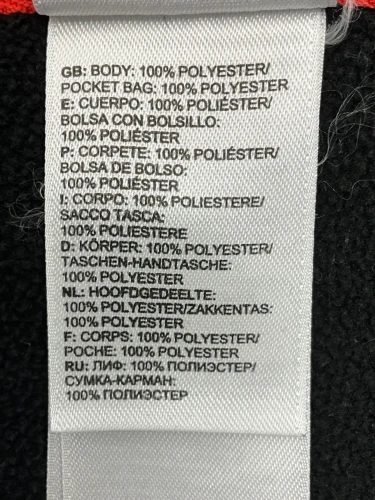 GB: BODY: 100% POLYESTER/
POCKET BAG: 100% POLYESTER
E: CUERPO: 100% POLIÉSTER/
BOLSA CON BOLSILLO:
100% POLIÉSTER
P: CORPETE: 100% POLIÉSTER/
BOLSA DE BOLSO:
100% POLIÉSTER
I: CORPO: 100% POLIESTERE/
SACCO TASCA:
100% POLIESTERE
D: KÖRPER: 100% POLYESTER/
TASCHEN-HANDTASCHE:
100% POLYESTER
NL: HOOFDGEDEELTE:
100% POLYESTER/ZAKKENTAS:
100% POLYESTER
F: CORPS: 100% POLYESTER/
POCHE: 100% POLYESTER
RU: ЛИФ: 100% ПОЛИЭСТЕР/
СУМКА-КАРМАН:
100% ПОЛИЭСТЕР